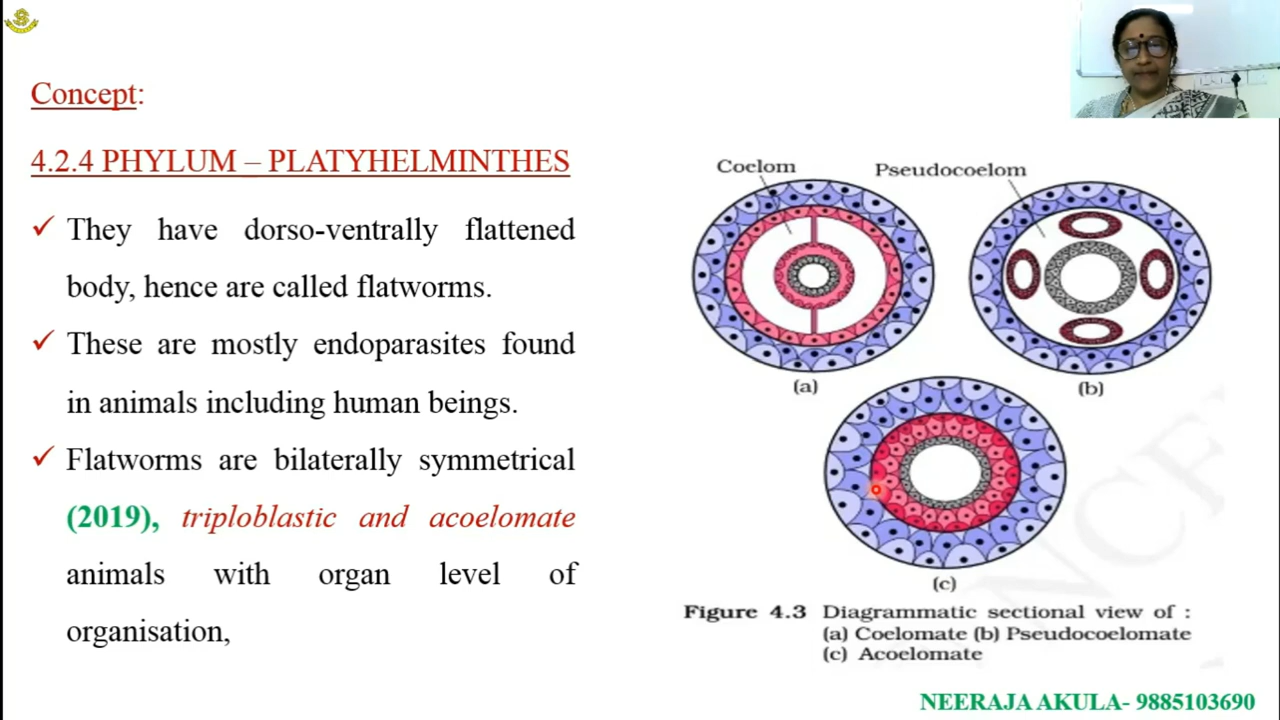 Concept:
4.2.4 PHYLUM – PLATYHELMINTHES
✓ They have dorso-ventrally flattened
body, hence are called flatworms.
✓ These are mostly endoparasites found
in animals including human beings.
✓ Flatworms are bilaterally symmetrical
(2019), triploblastic and acoelomate
animals with organ level of
organisation,
Coelom
Pseudocoelom
(a)
(b)
(c)
Figure 4.3 Diagrammatic sectional view of :
(a) Coelomate (b) Pseudocoelomate
(c) Acoelomate
NEERAJA AKULA- 9885103690